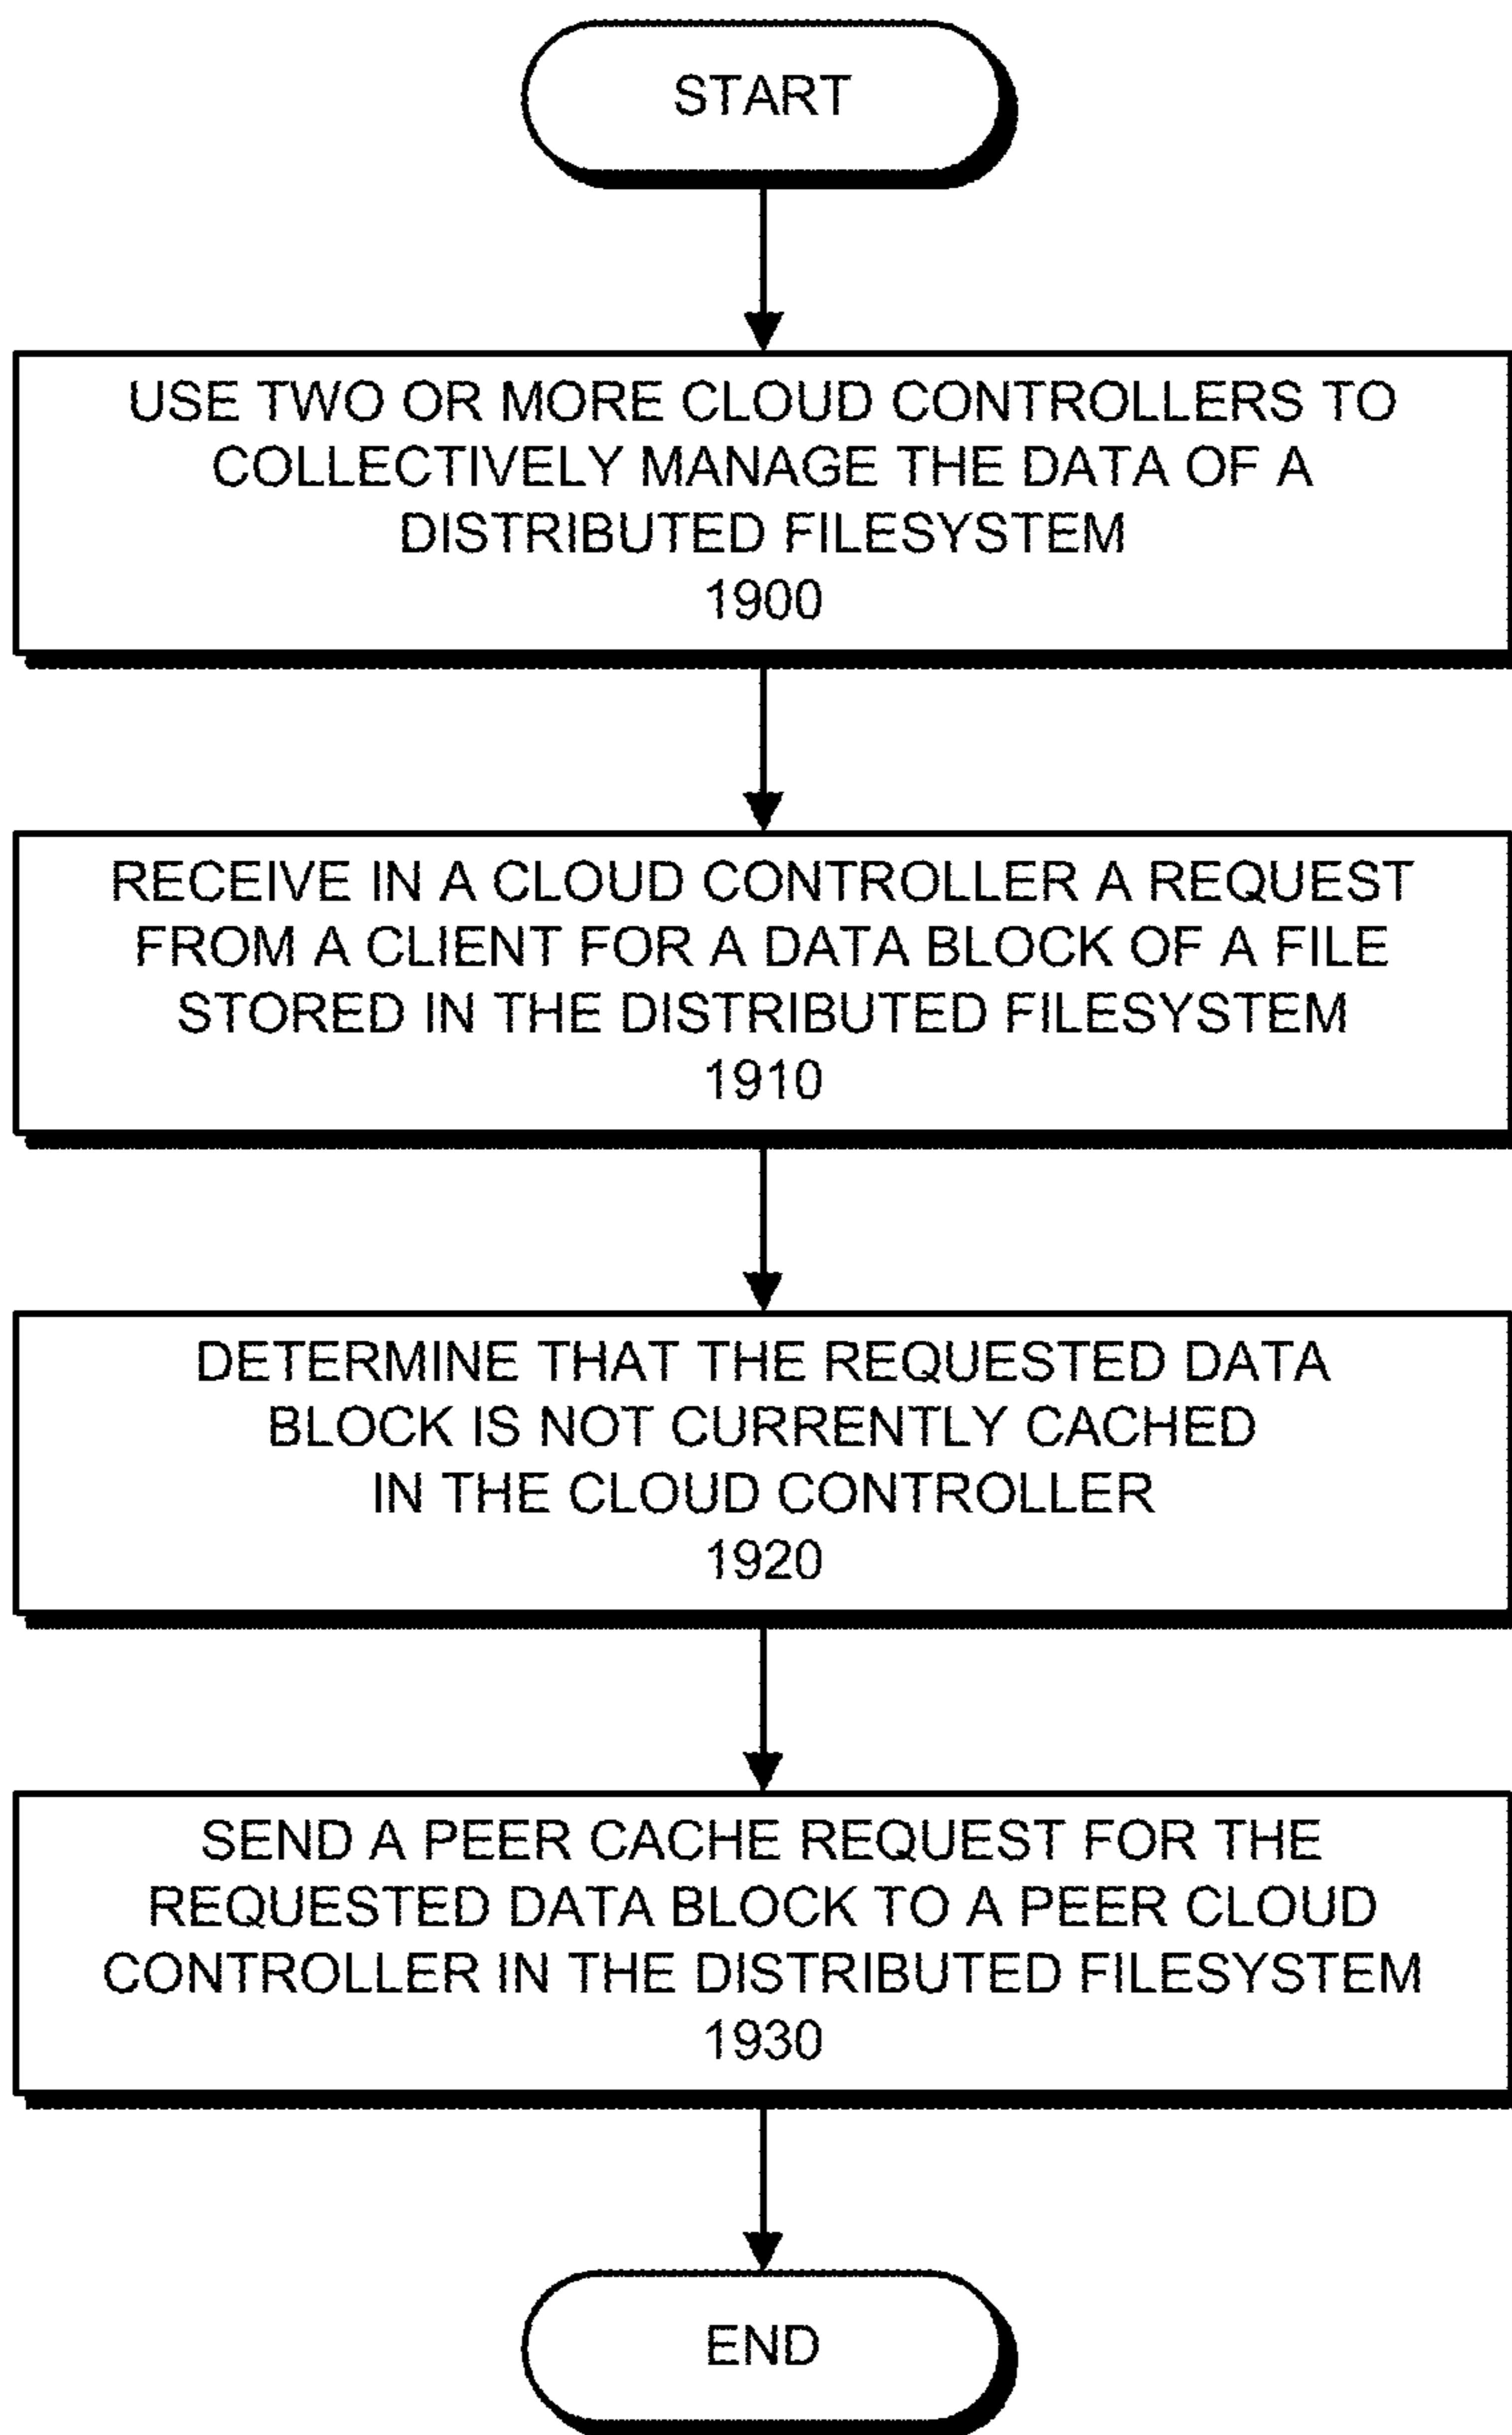 START
USE TWO OR MORE CLOUD CONTROLLERS TO
COLLECTIVELY MANAGE THE DATA OF A
DISTRIBUTED FILESYSTEM
1900
RECEIVE IN A CLOUD CONTROLLER A REQUEST
FROM A CLIENT FOR A DATA BLOCK OF A FILE
STORED IN THE DISTRIBUTED FILESYSTEM
1910
DETERMINE THAT THE REQUESTED DATA
BLOCK IS NOT CURRENTLY CACHED
IN THE CLOUD CONTROLLER
1920
SEND A PEER CACHE REQUEST FOR THE
REQUESTED DATA BLOCK TO A PEER CLOUD
CONTROLLER IN THE DISTRIBUTED FILESYSTEM
1930
END